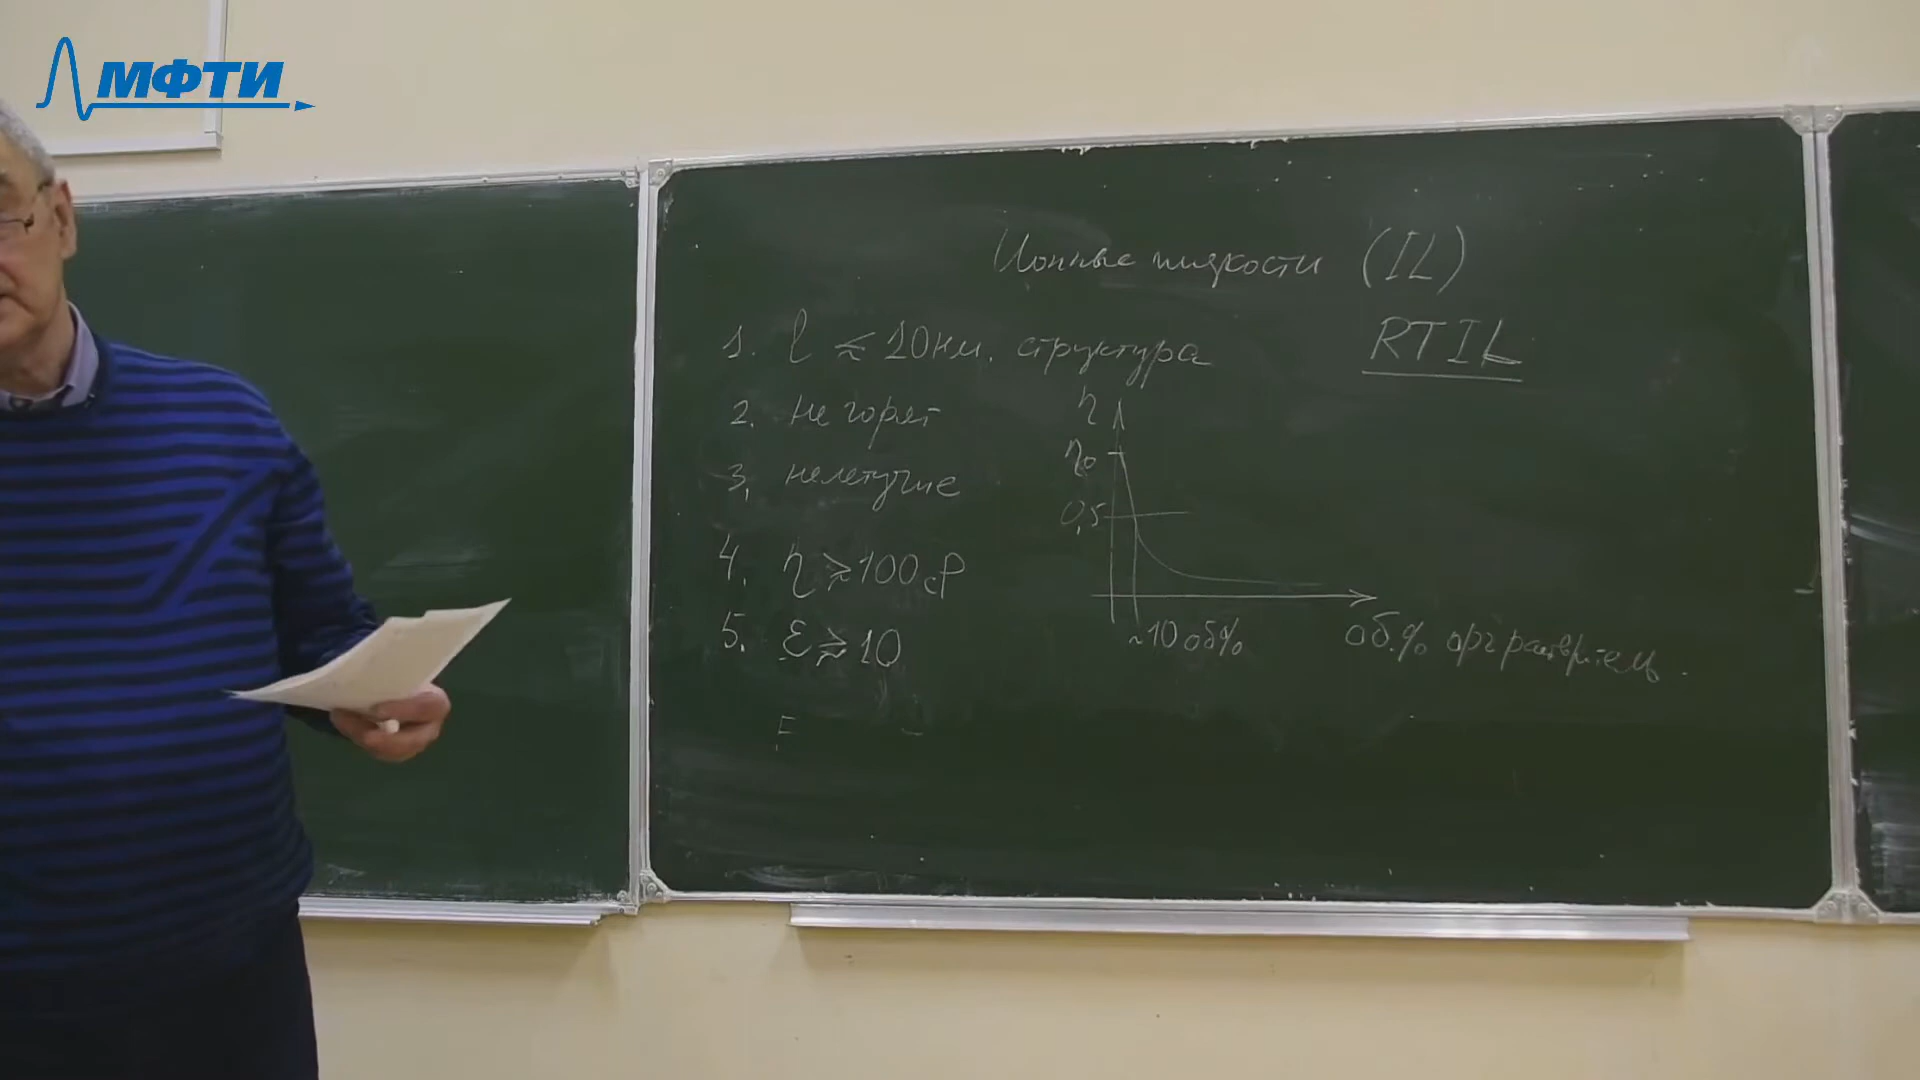 МФТИ
Ионные жидкости (IL)
1. l ≲ 10нм. структура
RTIL
2. не горят
3. нелетучие
4. η ≳ 100 cP
5. ε ≳ 10
η
η₀
0,5
~10 об%
об.% орг растворитель.